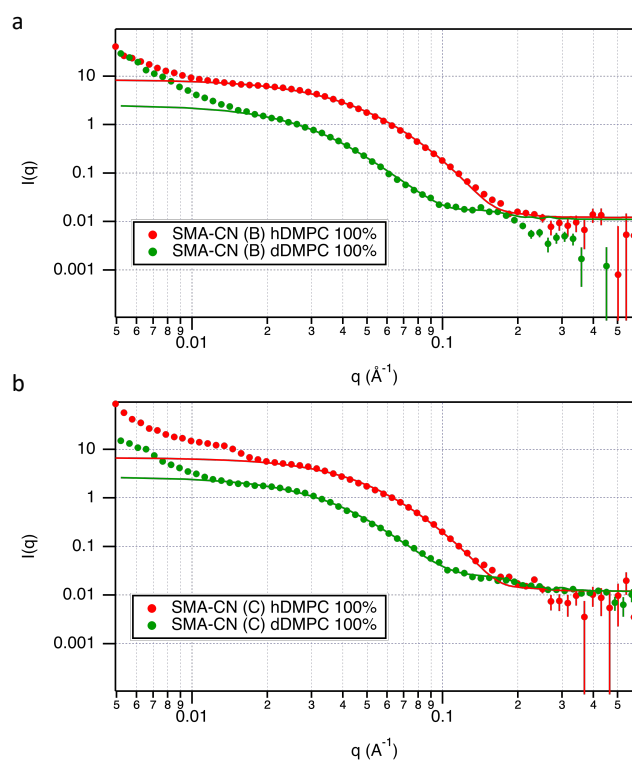 a
10
1
0.1
0.01
0.001
I(q)
SMA-CN (B) hDMPC 100%
SMA-CN (B) dDMPC 100%
5 6 7 8 9 0.01 2 3 4 5 6 7 8 9 0.1 2 3 4 5
q (Å⁻¹)
b
10
1
0.1
0.01
0.001
I(q)
SMA-CN (C) hDMPC 100%
SMA-CN (C) dDMPC 100%
5 6 7 8 9 0.01 2 3 4 5 6 7 8 9 0.1 2 3 4 5
q (A⁻¹)